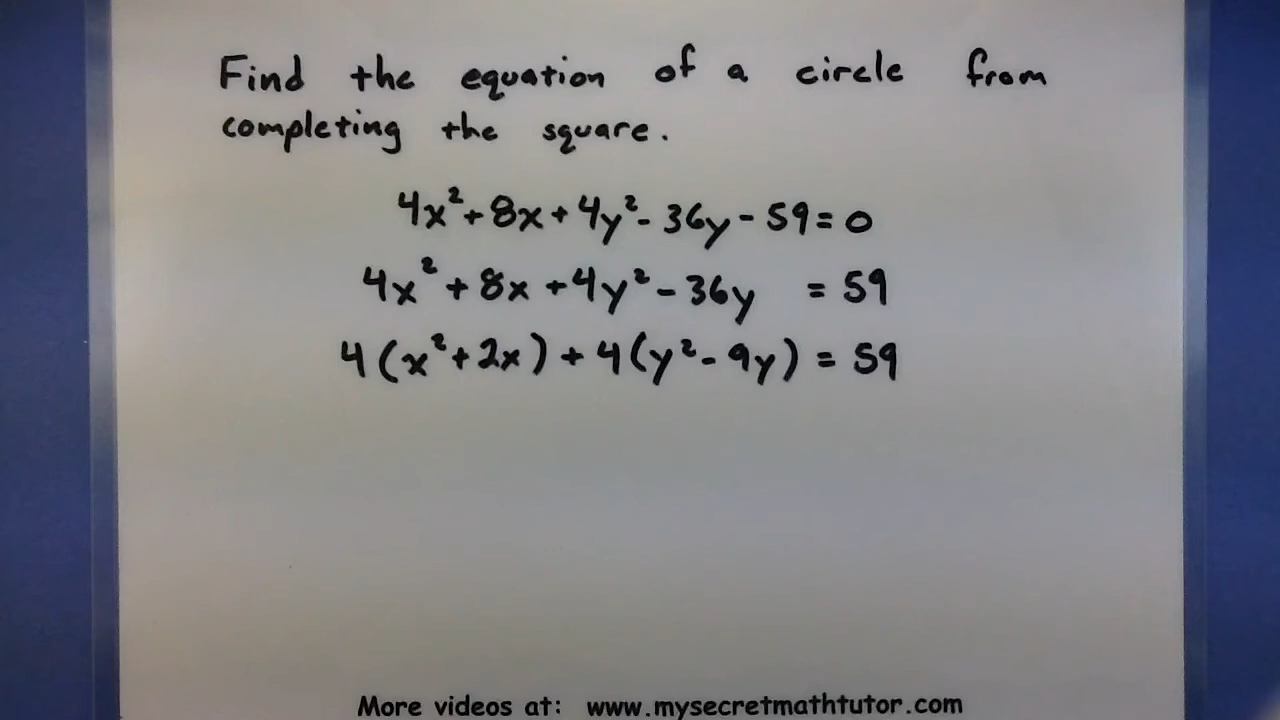 Find the equation of a circle from
completing the square.
4x² + 8x + 4y² - 36y - 59 = 0
4x² + 8x + 4y² - 36y = 59
4(x² + 2x) + 4(y² - 9y) = 59
More videos at: www.mysecretmathtutor.com